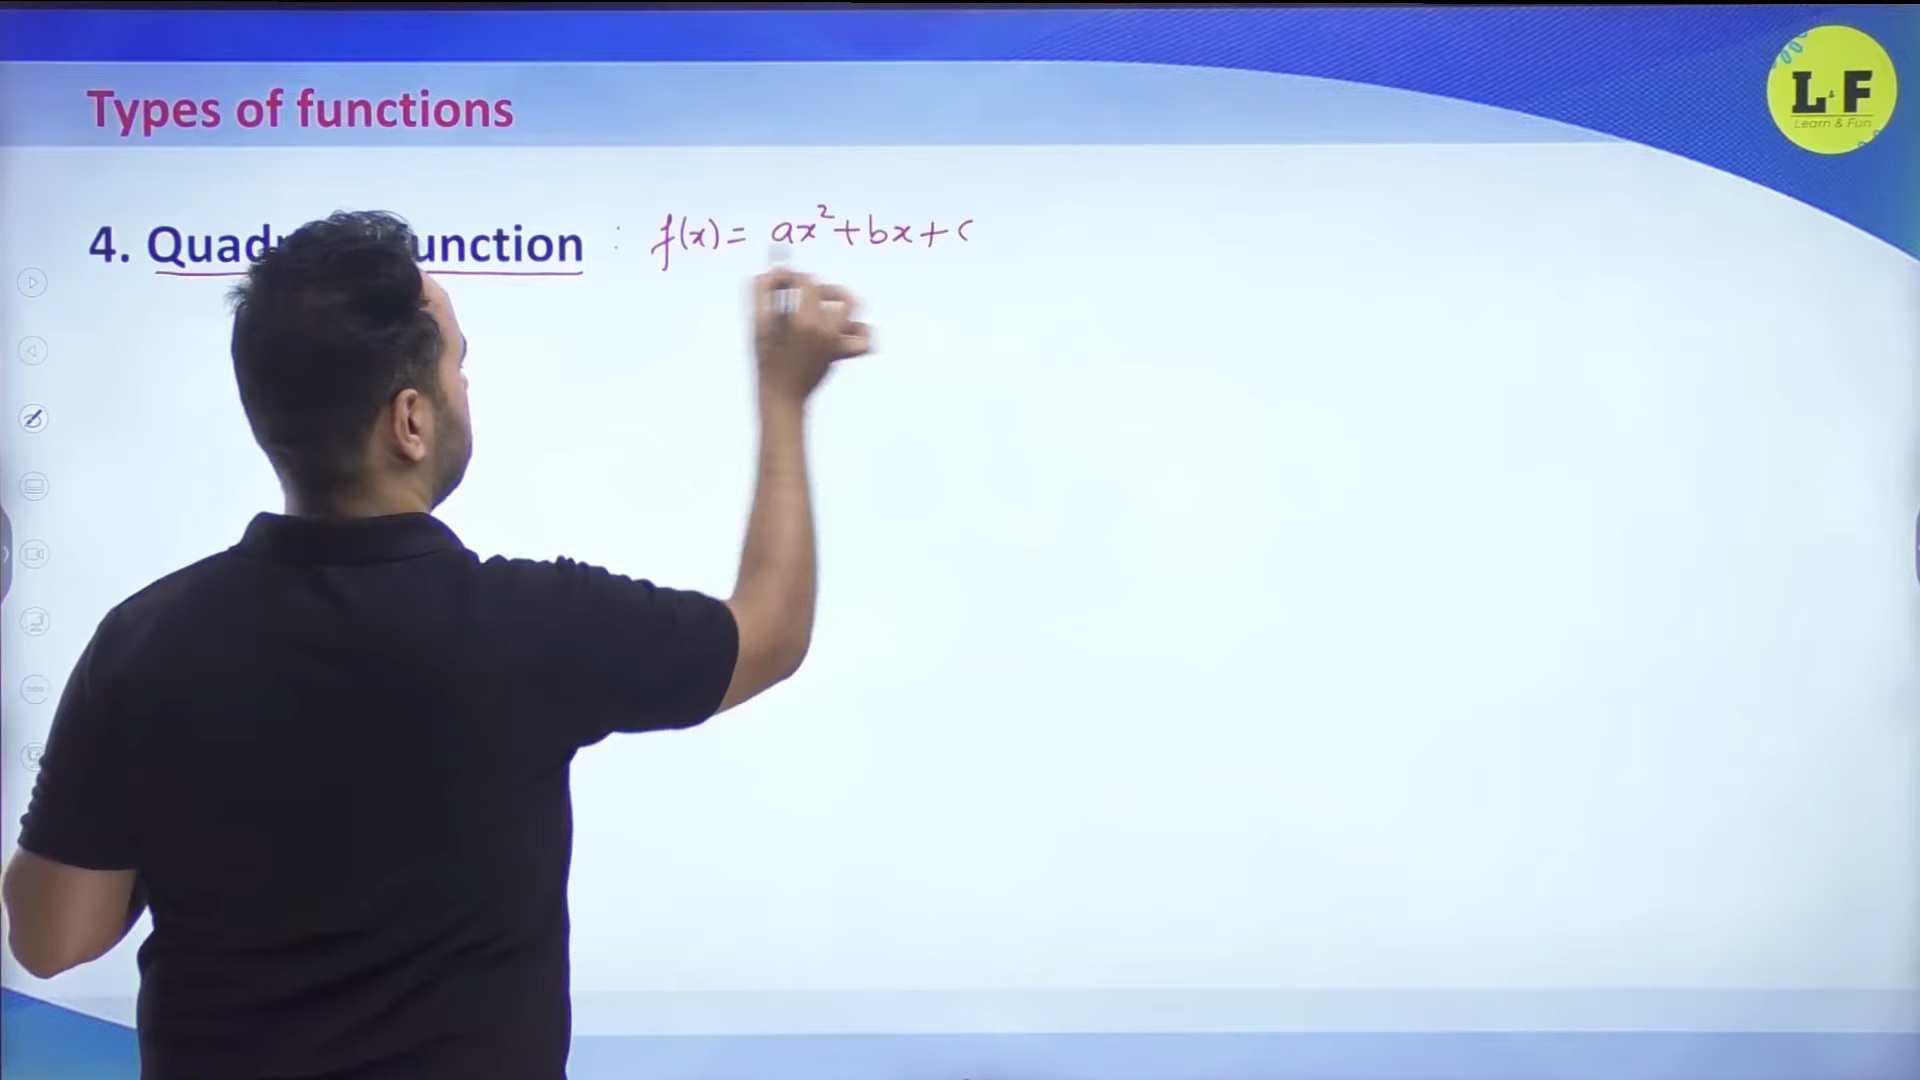 Types of functions
L&F
Learn & Fun
4. Quad unction : f(x) = ax²+bx+c